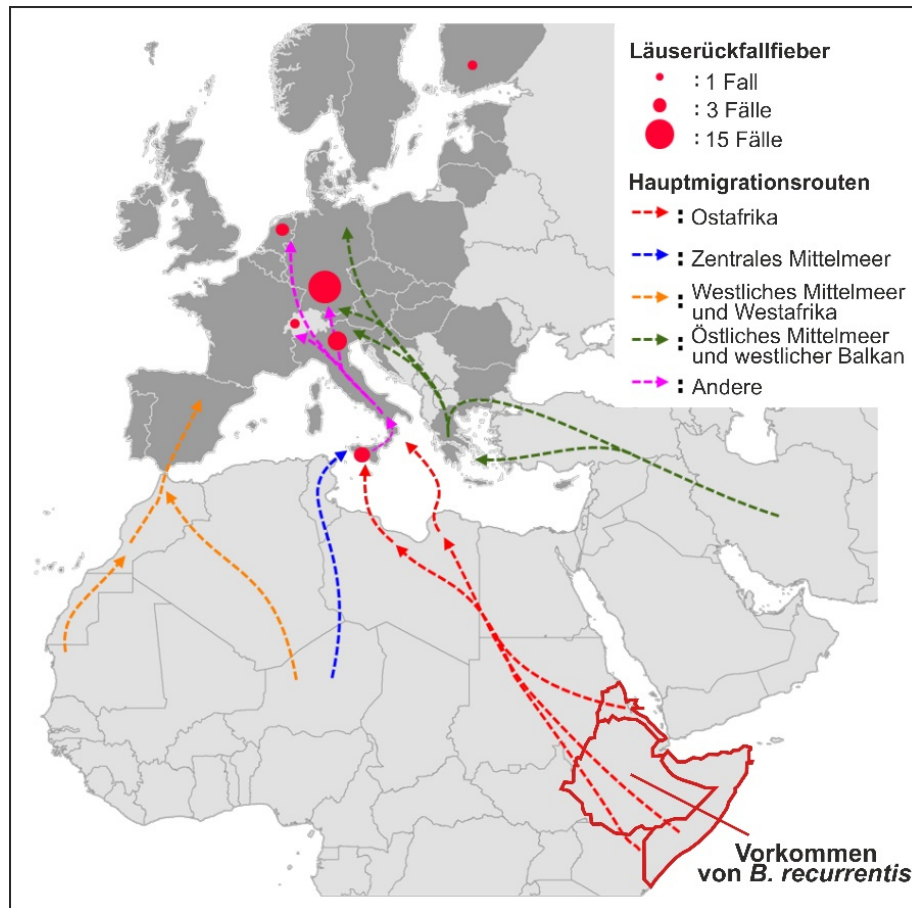 Läuserückfallfieber
: 1 Fall
: 3 Fälle
: 15 Fälle
Hauptmigrationsrouten
: Ostafrika
: Zentrales Mittelmeer
: Westliches Mittelmeer
und Westafrika
: Östliches Mittelmeer
und westlicher Balkan
: Andere
Vorkommen
von B. recurrentis